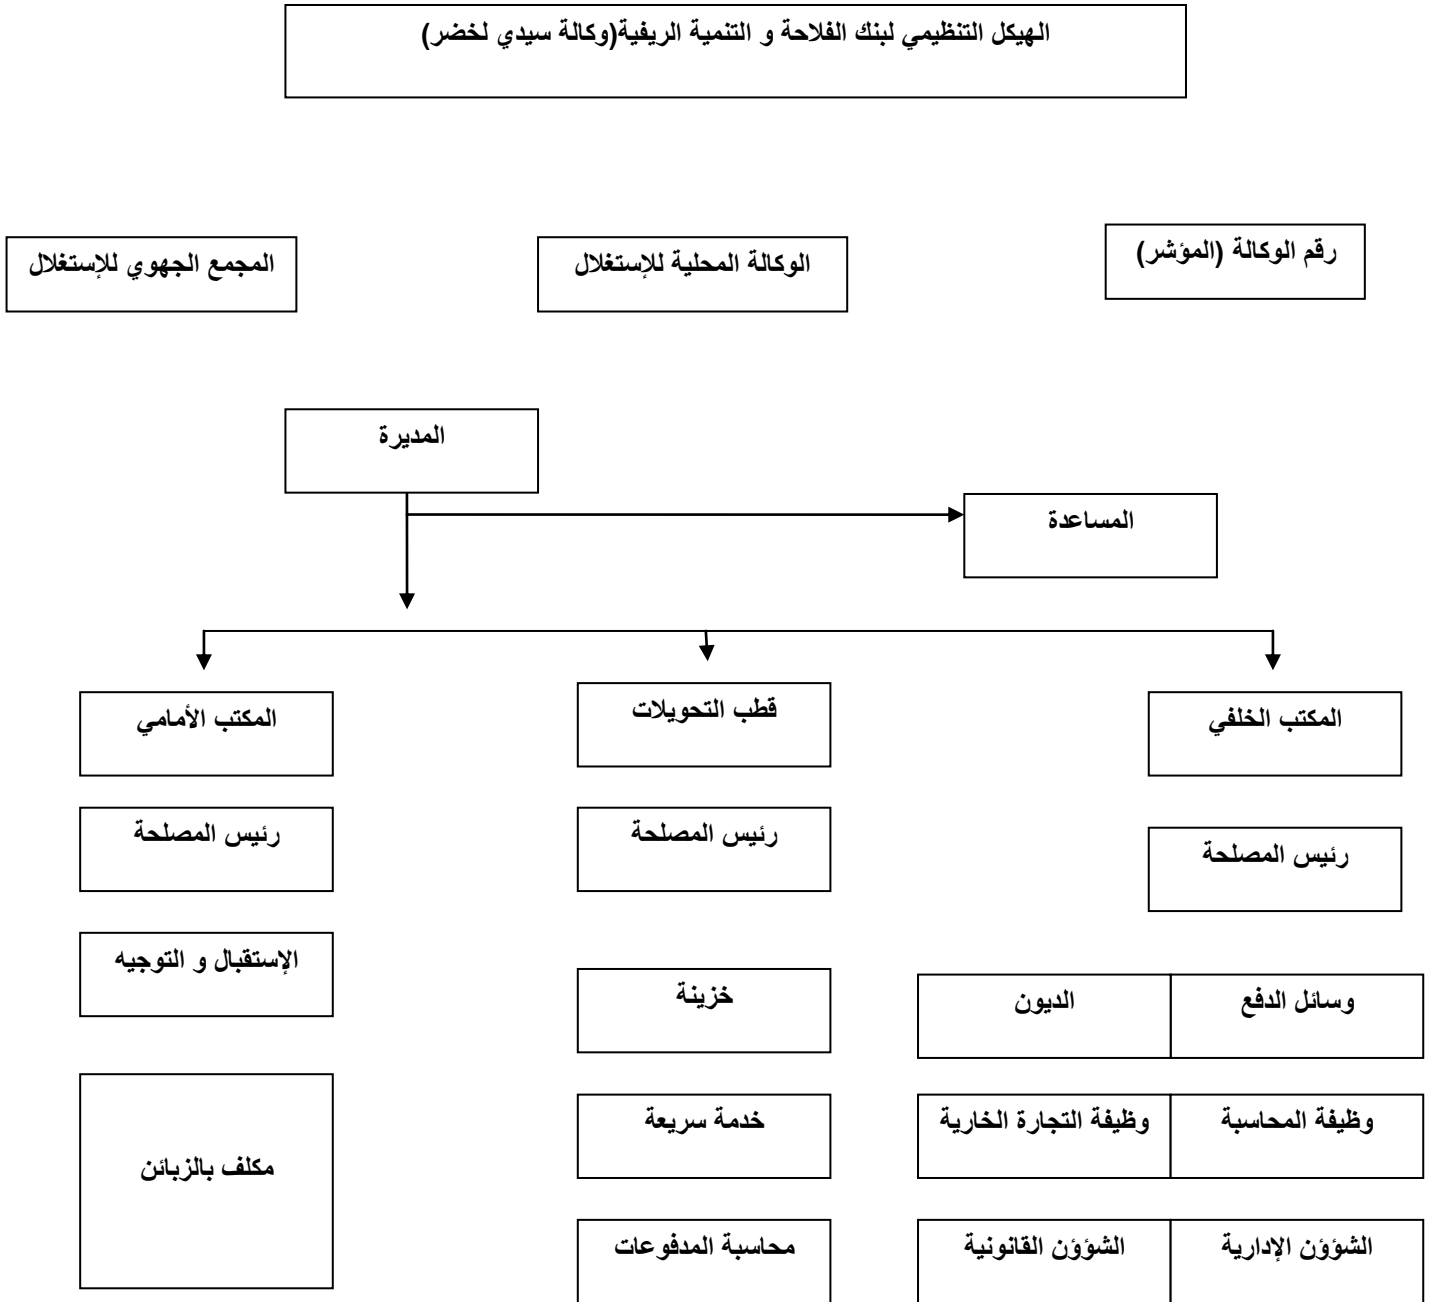 الهيكل التنظيمي لبنك الفلاحة و التنمية الريفية(وكالة سيدي لخضر)
رقم الوكالة (المؤشر)
الوكالة المحلية للإستغلال
المجمع الجهوي للإستغلال
المديرة
المساعدة
المكتب الخلفي
قطب التحويلات
المكتب الأمامي
رئيس المصلحة
رئيس المصلحة
رئيس المصلحة
الإستقبال و التوجيه
وسائل الدفع
الديون
خزينة
وظيفة المحاسبة
وظيفة التجارة الخارية
خدمة سريعة
مكلف بالزبائن
الشؤؤن الإدارية
الشؤؤن القانونية
محاسبة المدفوعات